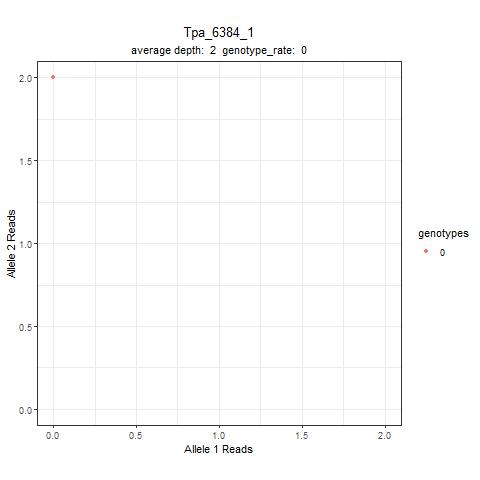 Tpa_6384_1
average depth:  2  genotype_rate:  0
2.0
1.5
1.0
0.5
0.0
Allele 2 Reads
0.0 0.5 1.0 1.5 2.0
Allele 1 Reads
genotypes
0